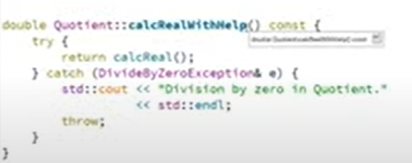 double Quotient::calcRealWithHelp() const {
double Quotient::calcRealWithHelp() const
try {
return calcReal();
} catch (DivideByZeroException& e) {
std::cout << "Division by zero in Quotient."
<< std::endl;
throw;
}
}